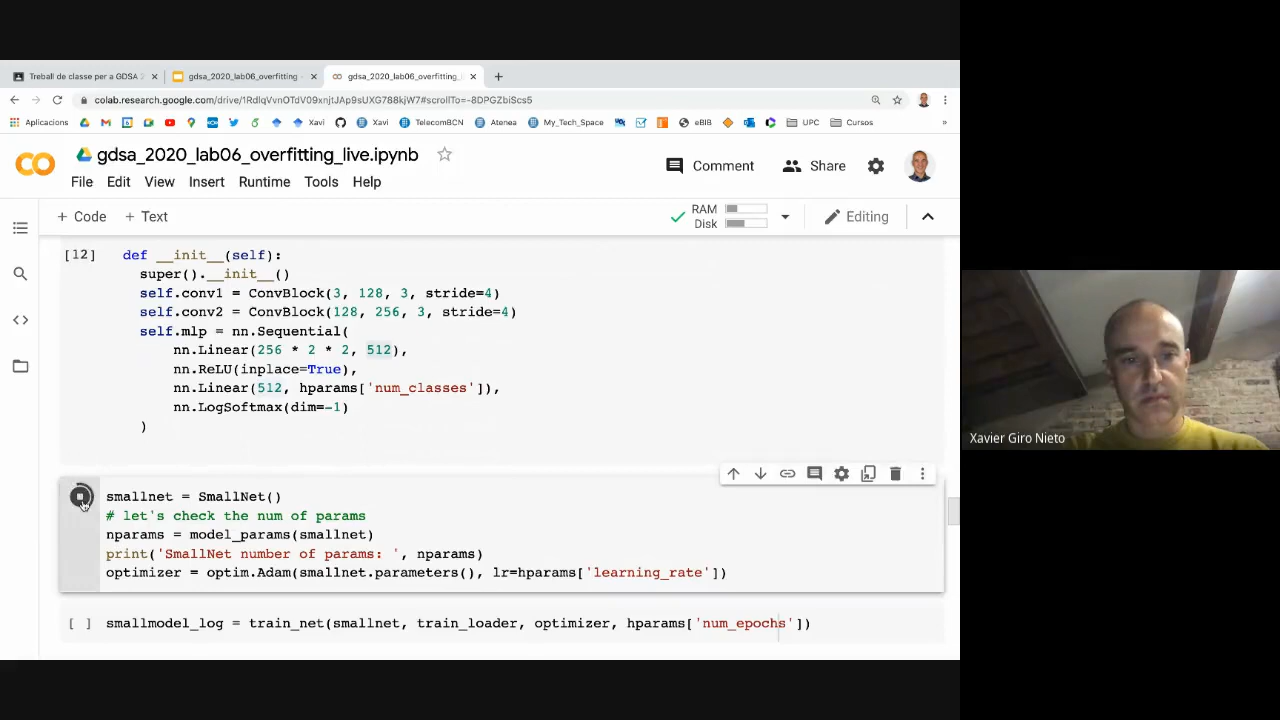 Treball de classe per a GDSA 2
gdsa_2020_lab06_overfitting -
gdsa_2020_lab06_overfitting_l
colab.research.google.com/drive/1RdlqVvnOTdV09xnjtJAp9sUXG788kjW7#scrollTo=-8DPGZbiScs5
Aplicacions
Xavi
Xavi
TelecomBCN
Atenea
My_Tech_Space
eBIB
UPC
Cursos
»
gdsa_2020_lab06_overfitting_live.ipynb
Comment
Share
File Edit View Insert Runtime Tools Help
+ Code + Text
RAM
Disk
Editing
[12] def __init__(self):
super().__init__()
self.conv1 = ConvBlock(3, 128, 3, stride=4)
self.conv2 = ConvBlock(128, 256, 3, stride=4)
self.mlp = nn.Sequential(
nn.Linear(256 * 2 * 2, 512),
nn.ReLU(inplace=True),
nn.Linear(512, hparams['num_classes']),
nn.LogSoftmax(dim=-1)
)
smallnet = SmallNet()
# let's check the num of params
nparams = model_params(smallnet)
print('SmallNet number of params: ', nparams)
optimizer = optim.Adam(smallnet.parameters(), lr=hparams['learning_rate'])
[ ] smallmodel_log = train_net(smallnet, train_loader, optimizer, hparams['num_epochs'])
Xavier Giro Nieto